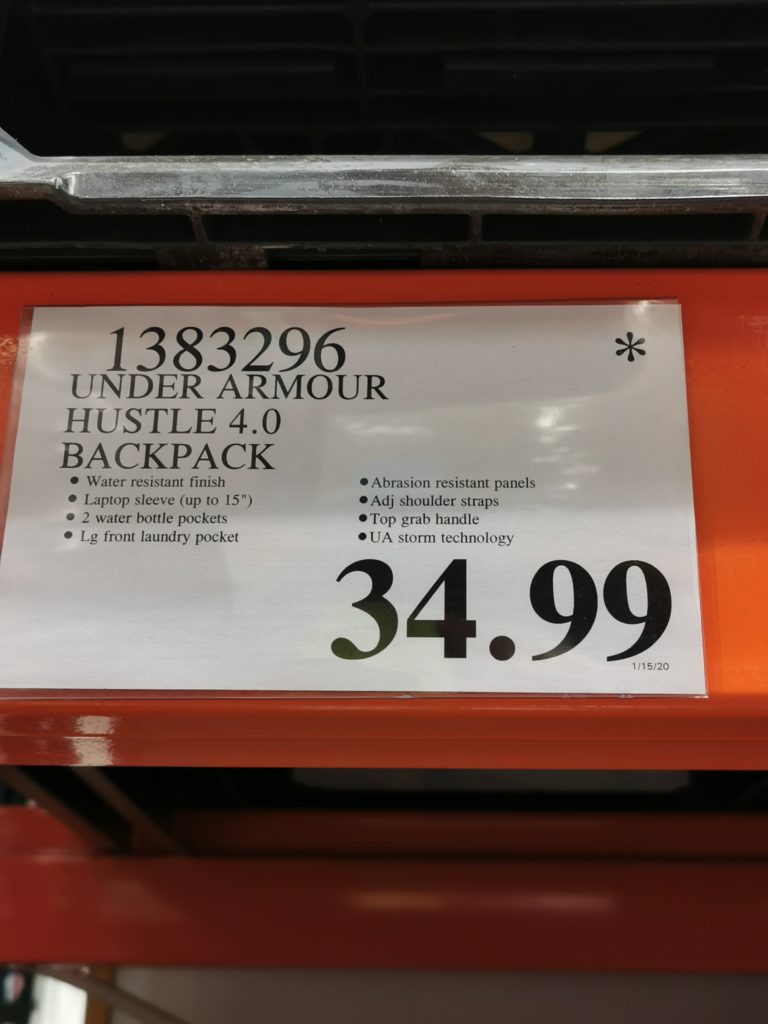 1383296 *
UNDER ARMOUR
HUSTLE 4.0
BACKPACK
• Water resistant finish
• Laptop sleeve (up to 15")
• 2 water bottle pockets
• Lg front laundry pocket
• Abrasion resistant panels
• Adj shoulder straps
• Top grab handle
• UA storm technology
34.99
1/15/20